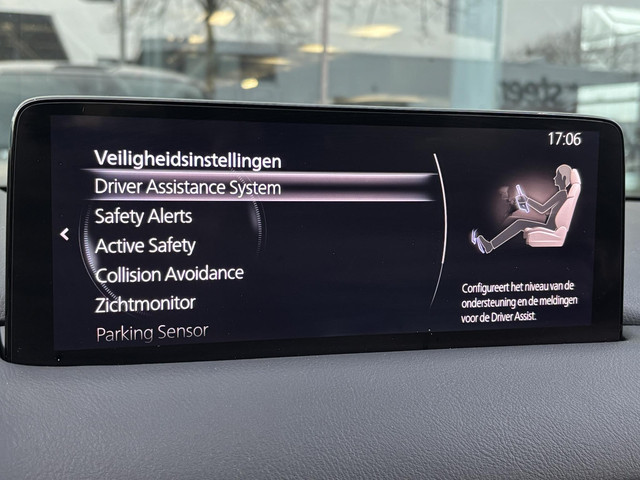 17:06
Veiligheidsinstellingen
Driver Assistance System
Safety Alerts
Active Safety
Collision Avoidance
Zichtmonitor
Parking Sensor
Configureert het niveau van de
ondersteuning en de meldingen
voor de Driver Assist.